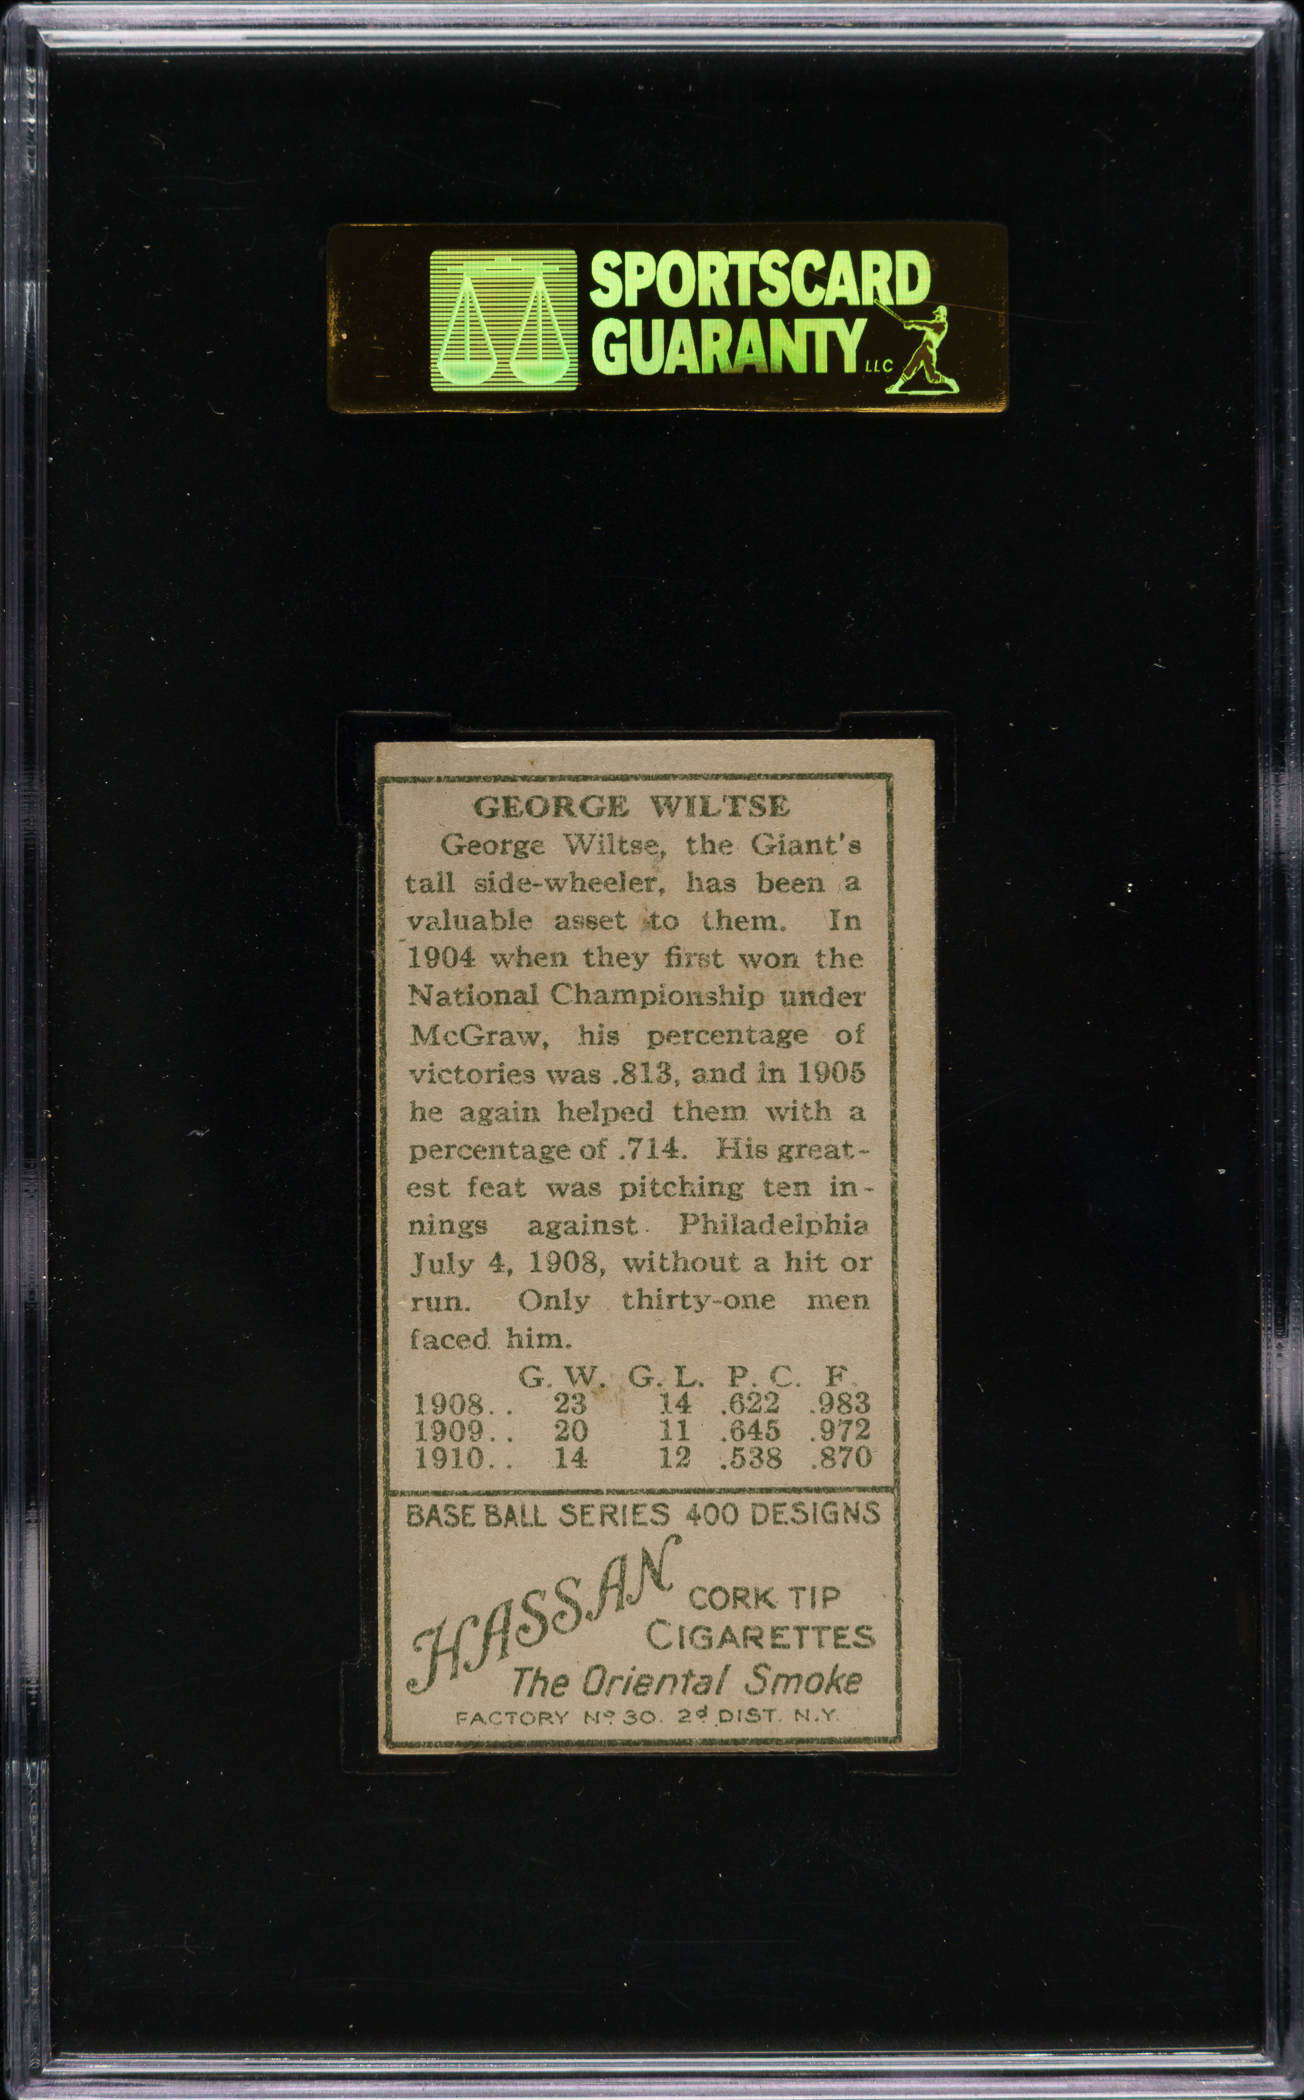 SPORTSCARD
GUARANTY LLC
GEORGE WILTSE
George Wiltse, the Giant's
tall side-wheeler, has been a
valuable asset to them. In
1904 when they first won the
National Championship under
McGraw, his percentage of
victories was .813, and in 1905
he again helped them with a
percentage of .714. His great-
est feat was pitching ten in-
nings against Philadelphia
July 4, 1908, without a hit or
run. Only thirty-one men
faced him.
G. W. G. L. P. C. F.
1908.. 23 14 .622 .983
1909.. 20 11 .645 .972
1910.. 14 12 .538 .870
BASE BALL SERIES 400 DESIGNS
HASSAN CORK TIP
CIGARETTES
The Oriental Smoke
FACTORY Nº 30. 2d DIST. N.Y.